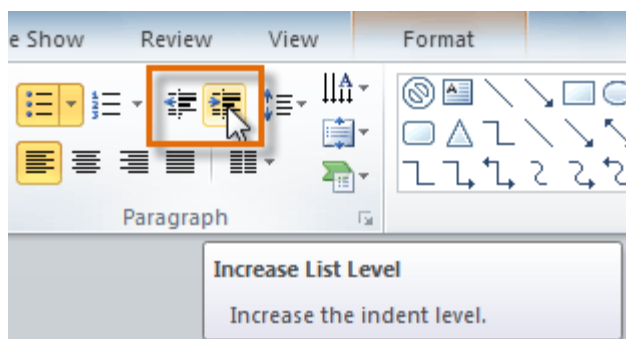 e Show Review View Format
Paragraph
Increase List Level
Increase the indent level.